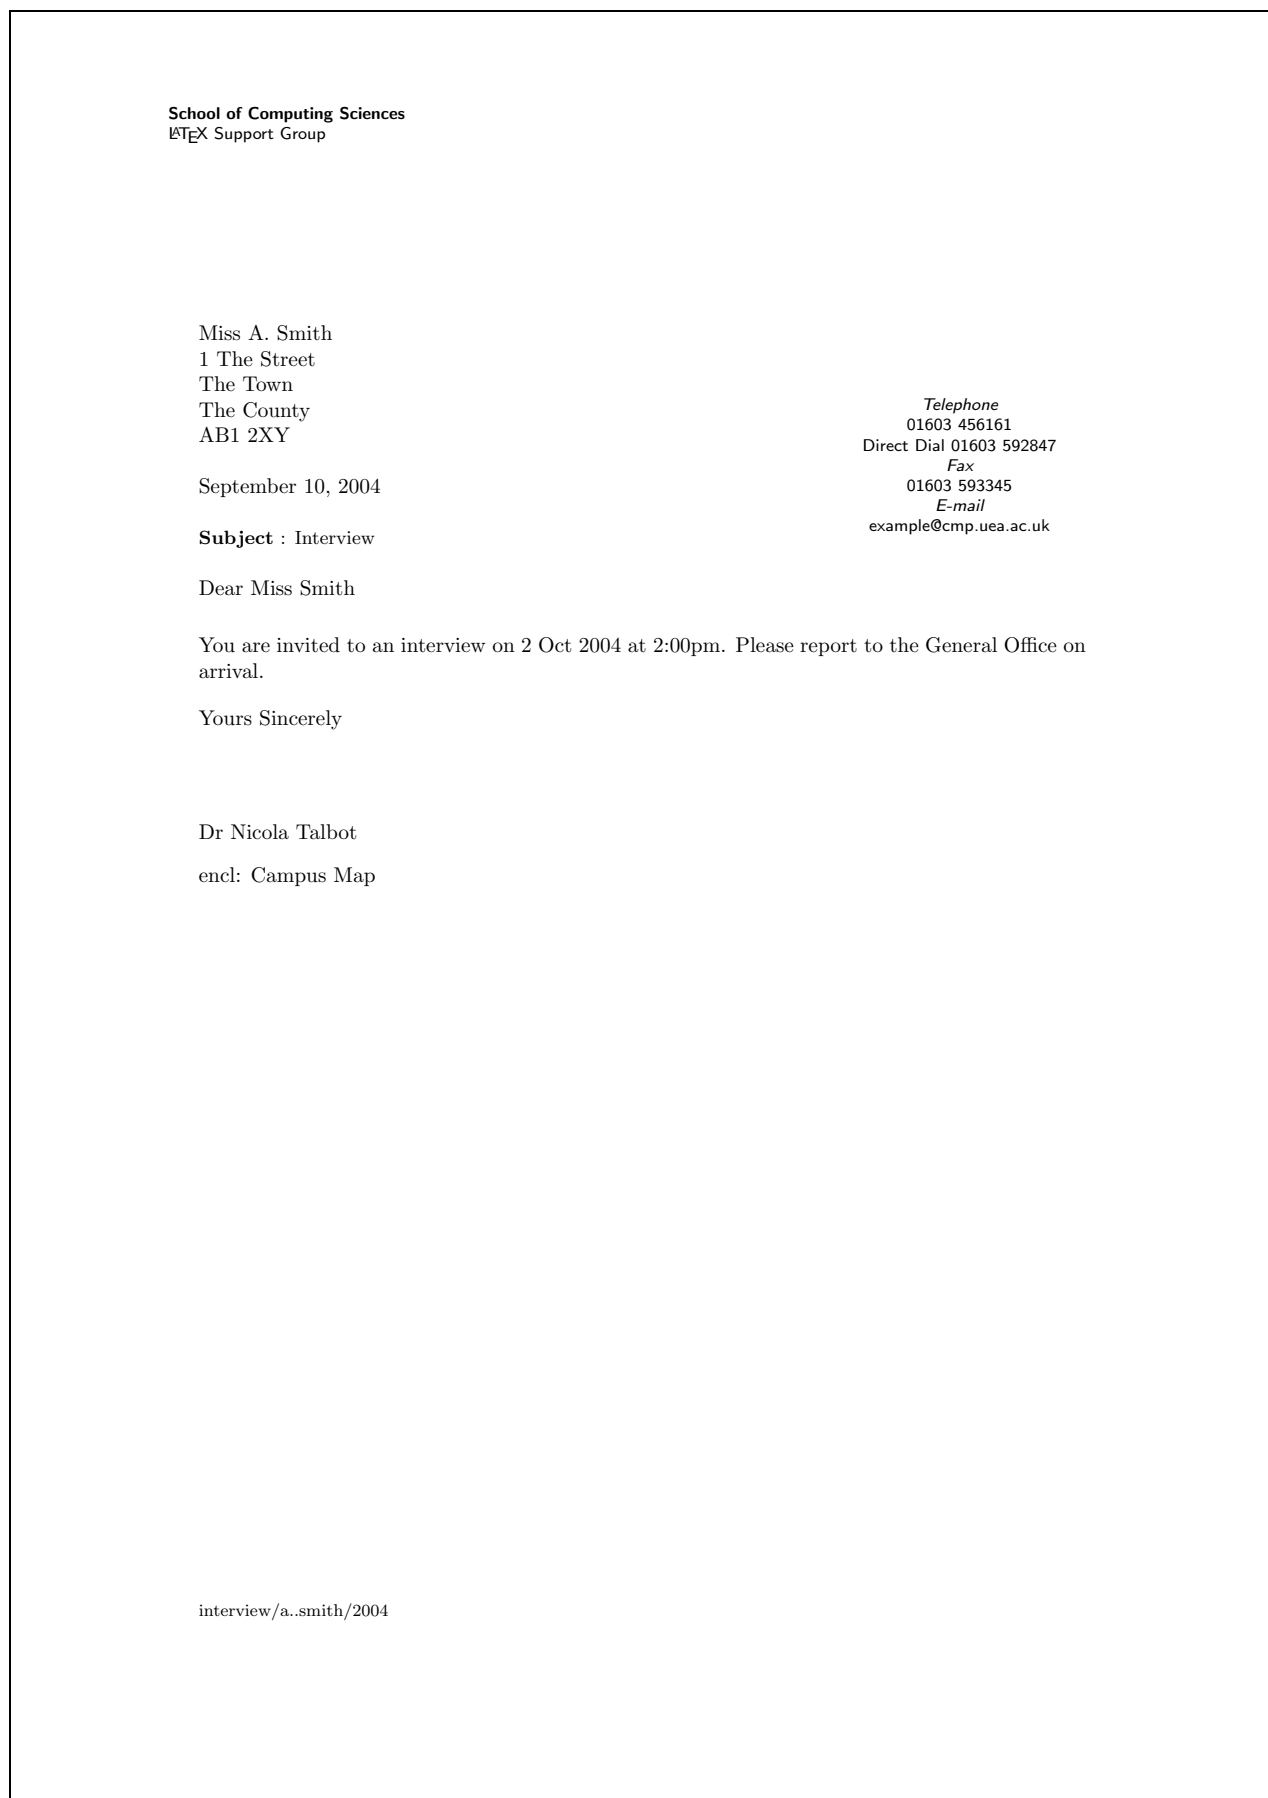 School of Computing Sciences
LATEX Support Group
Miss A. Smith
1 The Street
The Town
The County
AB1 2XY
Telephone
01603 456161
Direct Dial 01603 592847
Fax
01603 593345
E-mail
example@cmp.uea.ac.uk
September 10, 2004
Subject : Interview
Dear Miss Smith
You are invited to an interview on 2 Oct 2004 at 2:00pm. Please report to the General Office on
arrival.
Yours Sincerely
Dr Nicola Talbot
encl: Campus Map
interview/a..smith/2004